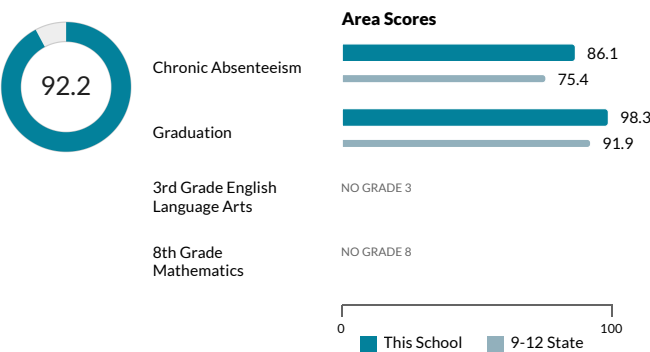 Area Scores
92.2
Chronic Absenteeism
86.1
75.4
Graduation
98.3
91.9
3rd Grade English
Language Arts
NO GRADE 3
8th Grade
Mathematics
NO GRADE 8
0
100
This School
9-12 State